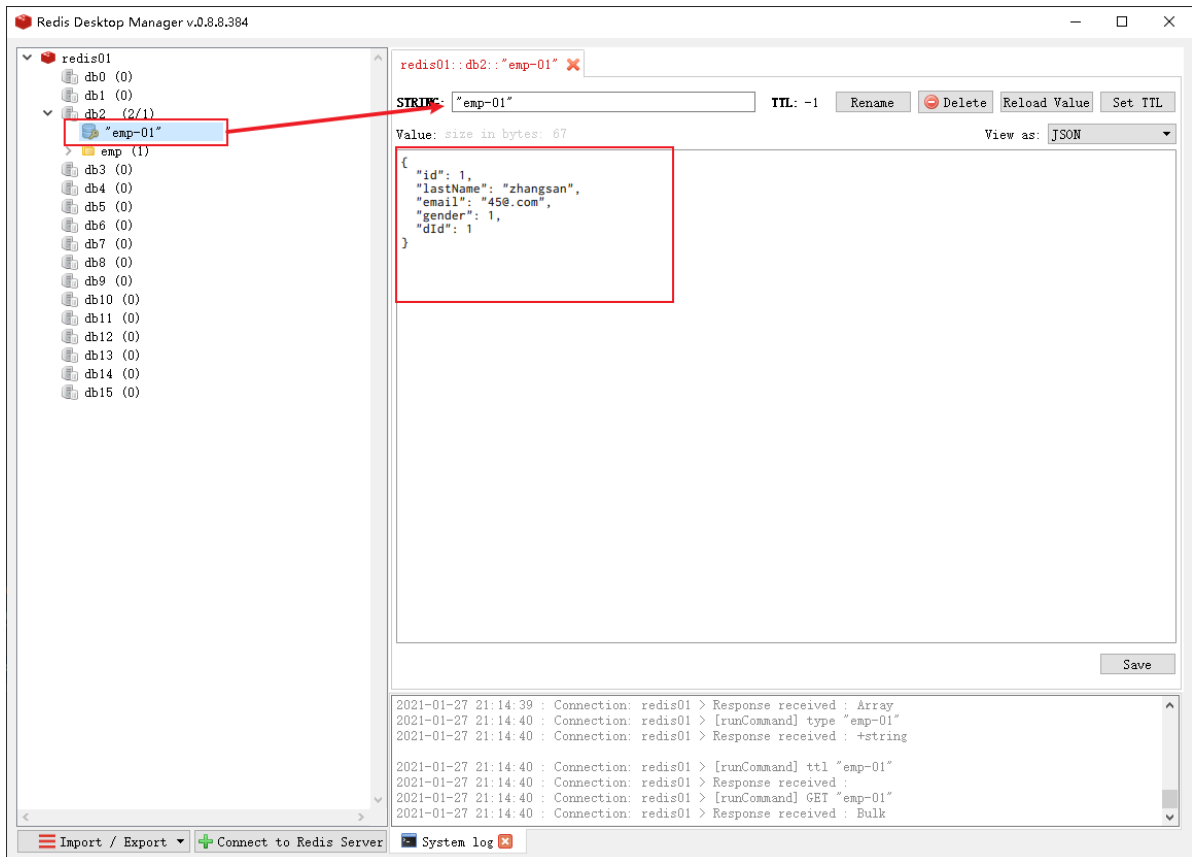 Redis Desktop Manager v.0.8.8.384
redis01
db0 (0)
db1 (0)
db2 (2/1)
"emp-01"
emp (1)
db3 (0)
db4 (0)
db5 (0)
db6 (0)
db7 (0)
db8 (0)
db9 (0)
db10 (0)
db11 (0)
db12 (0)
db13 (0)
db14 (0)
db15 (0)
Import / Export
Connect to Redis Server
redis01::db2::"emp-01"
STRING: "emp-01" TTL: -1 Rename Delete Reload Value Set TTL
Value: size in bytes: 67 View as: JSON
{
"id": 1,
"lastName": "zhangsan",
"email": "45@.com",
"gender": 1,
"dId": 1
}
Save
2021-01-27 21:14:39 : Connection: redis01 > Response received : Array
2021-01-27 21:14:40 : Connection: redis01 > [runCommand] type "emp-01"
2021-01-27 21:14:40 : Connection: redis01 > Response received : +string
2021-01-27 21:14:40 : Connection: redis01 > [runCommand] ttl "emp-01"
2021-01-27 21:14:40 : Connection: redis01 > Response received :
2021-01-27 21:14:40 : Connection: redis01 > [runCommand] GET "emp-01"
2021-01-27 21:14:40 : Connection: redis01 > Response received : Bulk
System log